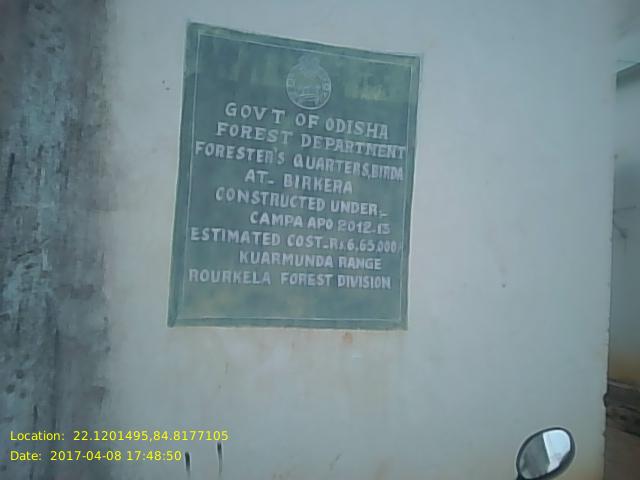 GOVT OF ODISHA
FOREST DEPARTMENT
FORESTER'S QUARTERS,BIRDA
AT- BIRKERA
CONSTRUCTED UNDER;-
CAMPA APO 2012-13
ESTIMATED COST-Rs 6,65,000/
KUARMUNDA RANGE
ROURKELA FOREST DIVISION
Location: 22.1201495,84.8177105
Date: 2017-04-08 17:48:50